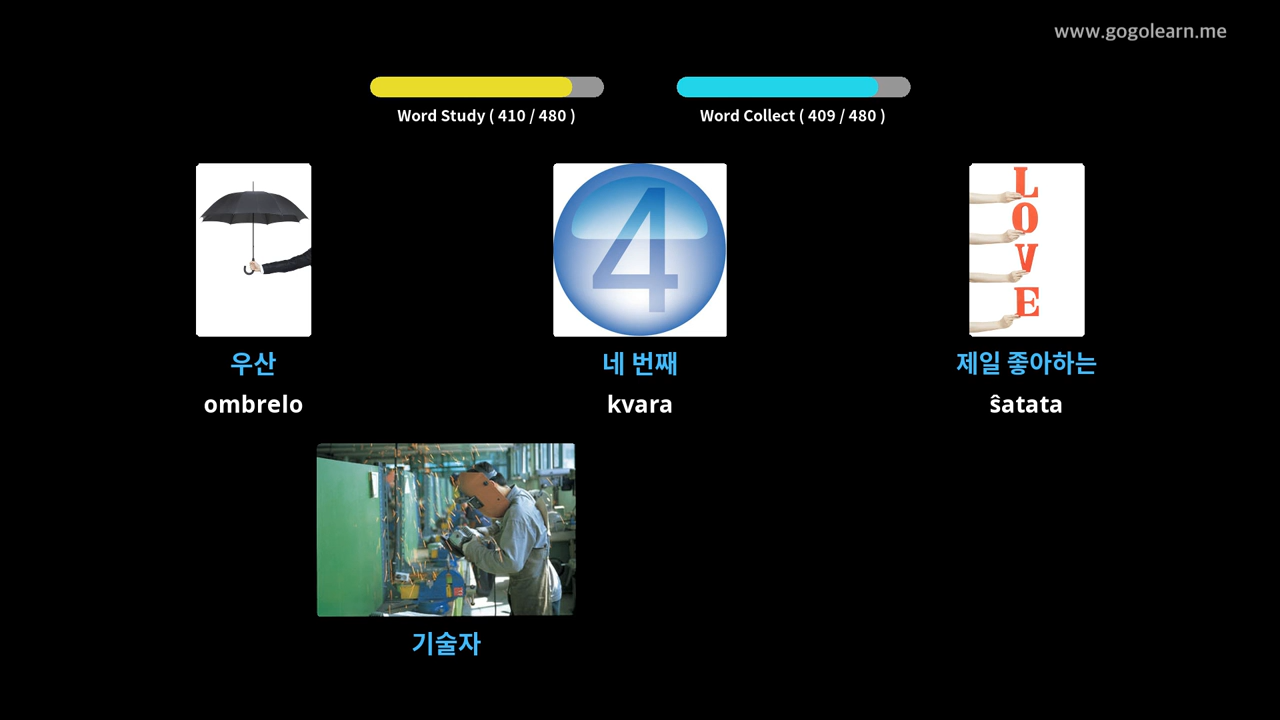 www.gogolearn.me
Word Study ( 410 / 480 )
Word Collect ( 409 / 480 )
4
L
O
V
E
우산
네 번째
제일 좋아하는
ombrelo
kvara
ŝatata
기술자